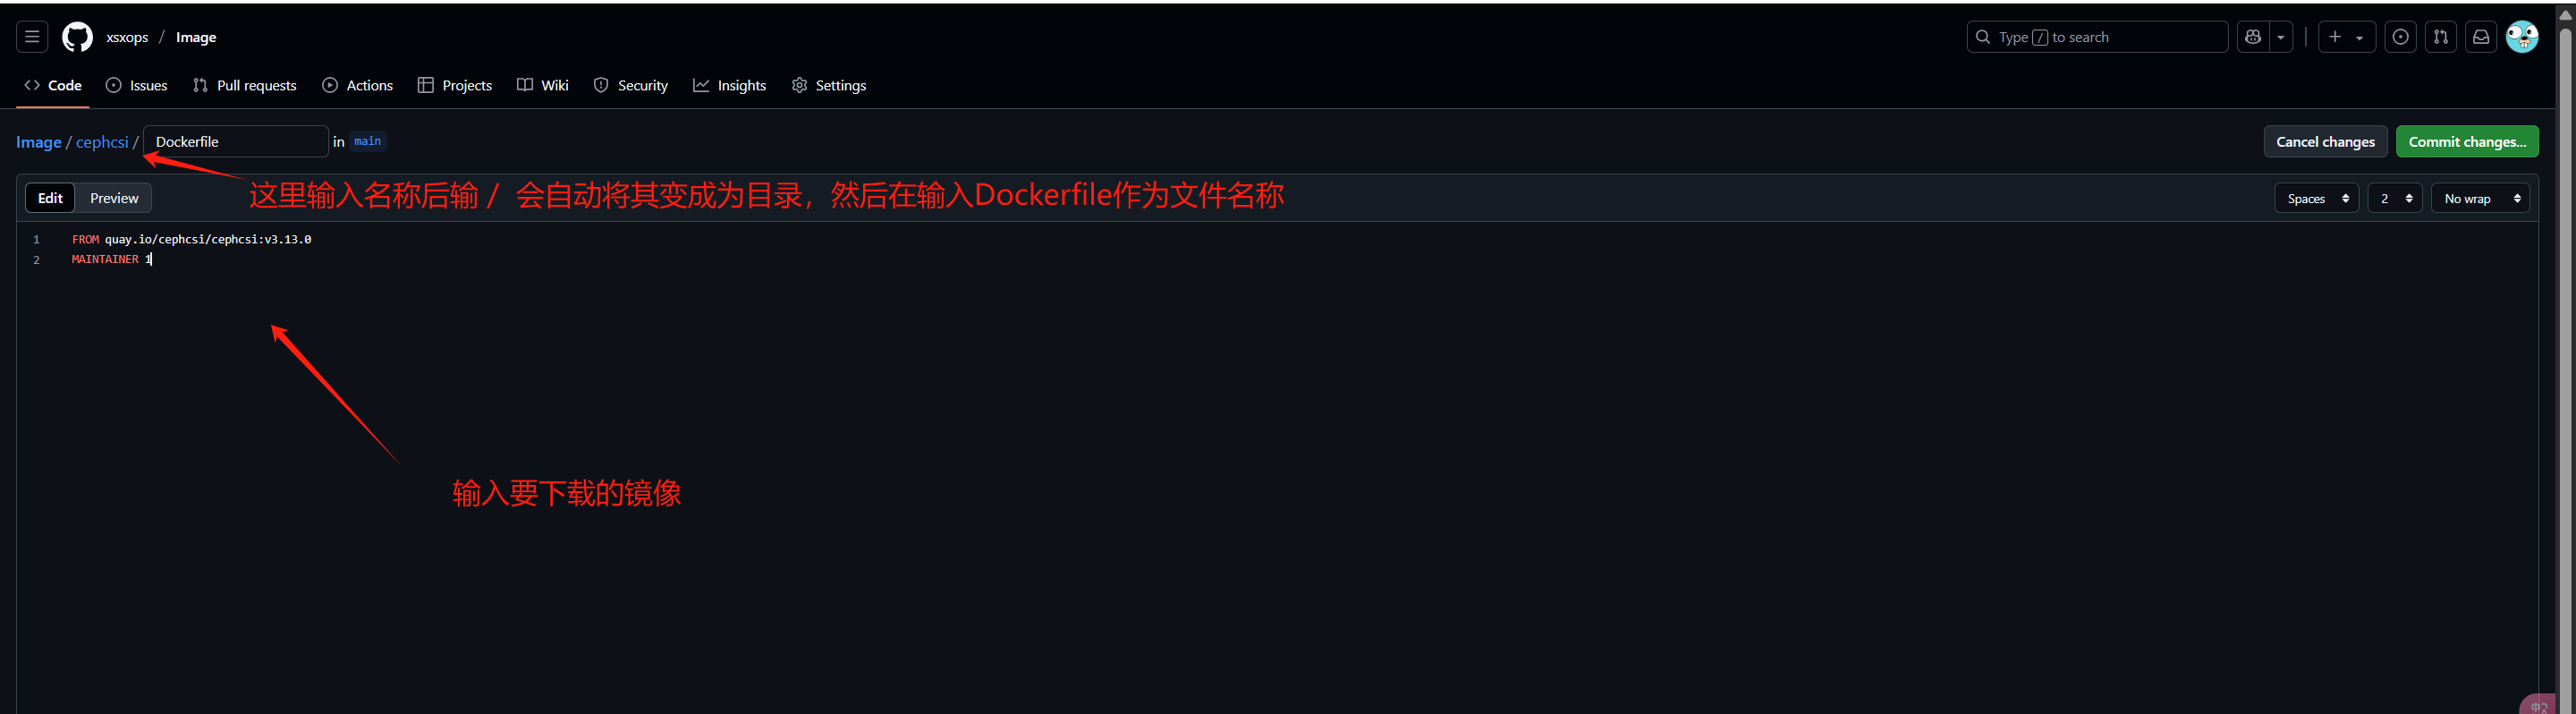 xsxops / Image
Type / to search
Code Issues Pull requests Actions Projects Wiki Security Insights Settings
Image / cephcsi / Dockerfile in main
Cancel changes Commit changes...
这里输入名称后输 / 会自动将其变成为目录，然后在输入Dockerfile作为文件名称
Edit Preview
Spaces 2 No wrap
1 FROM quay.io/cephcsi/cephcsi:v3.13.0
2 MAINTAINER 1
输入要下载的镜像